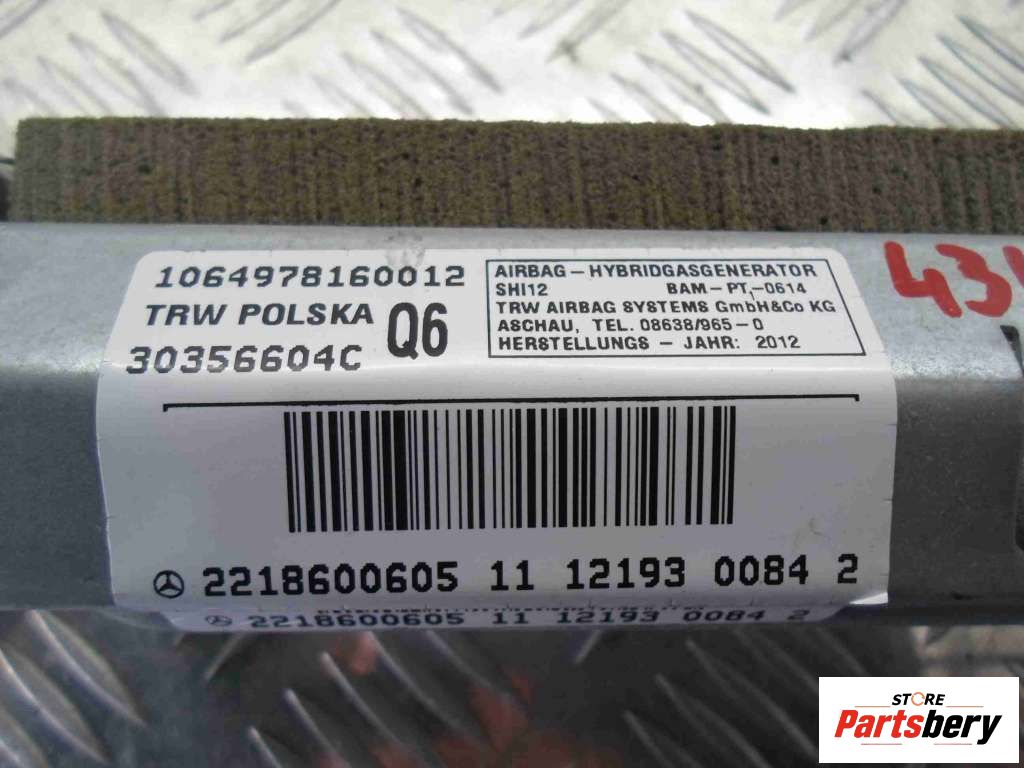 1064978160012
TRW POLSKA
Q6
30356604C
AIRBAG – HYBRIDGASGENERATOR
SHI12 BAM – PT₁ – 0614
TRW AIRBAG SYSTEMS GmbH&Co KG
ASCHAU, TEL. 08638/965 – 0
HERSTELLUNGS – JAHR: 2012
2218600605 11 12193 0084 2
2218600605 11 12193 0084 2
STORE
Partsbery